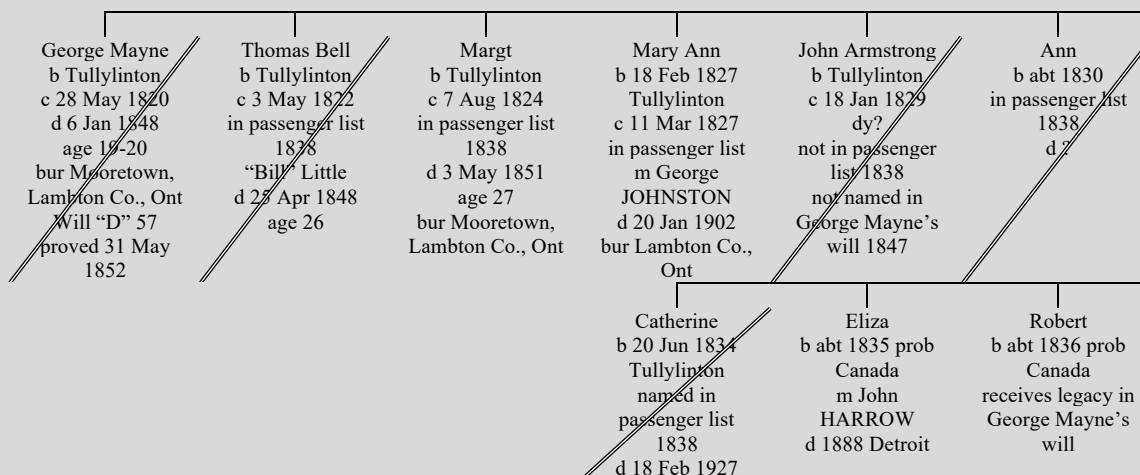 George Mayne
b Tullylinton
c 28 May 1820
d 6 Jan 1848
age 19-20
bur Mooretown,
Lambton Co., Ont
Will “D” 57
proved 31 May
1852
Thomas Bell
b Tullylinton
c 3 May 1822
in passenger list
1838
“Bill” Little
d 25 Apr 1848
age 26
Margt
b Tullylinton
c 7 Aug 1824
in passenger list
1838
d 3 May 1851
age 27
bur Mooretown,
Lambton Co., Ont
Mary Ann
b 18 Feb 1827
Tullylinton
c 11 Mar 1827
in passenger list
m George
JOHNSTON
d 20 Jan 1902
bur Lambton Co.,
Ont
John Armstrong
b Tullylinton
c 18 Jan 1829
dy?
not in passenger
list 1838
not named in
George Mayne’s
will 1847
Ann
b abt 1830
in passenger list
1838
d ?
Catherine
b 20 Jun 1834
Tullylinton
named in
passenger list
1838
d 18 Feb 1927
Eliza
b abt 1835 prob
Canada
m John
HARROW
d 1888 Detroit
Robert
b abt 1836 prob
Canada
receives legacy in
George Mayne’s
will